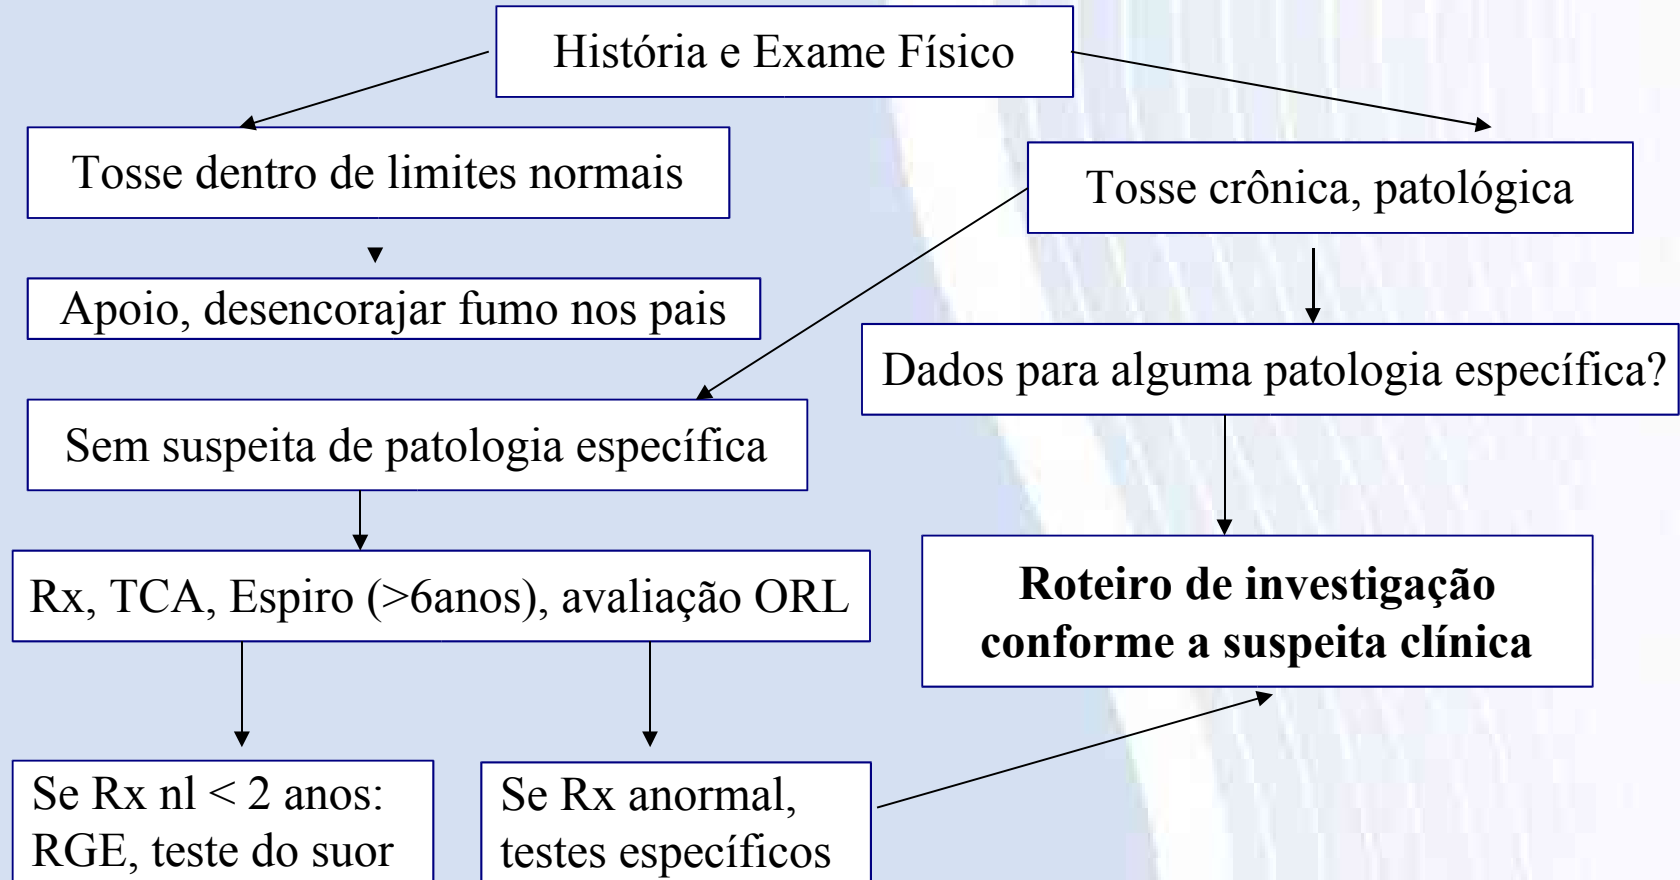 História e Exame Físico
Tosse dentro de limites normais
Tosse crônica, patológica
Apoio, desencorajar fumo nos pais
Dados para alguma patologia específica?
Sem suspeita de patologia específica
Rx, TCA, Espiro (>6anos), avaliação ORL
Roteiro de investigação
conforme a suspeita clínica
Se Rx nl < 2 anos:
RGE, teste do suor
Se Rx anormal,
testes específicos